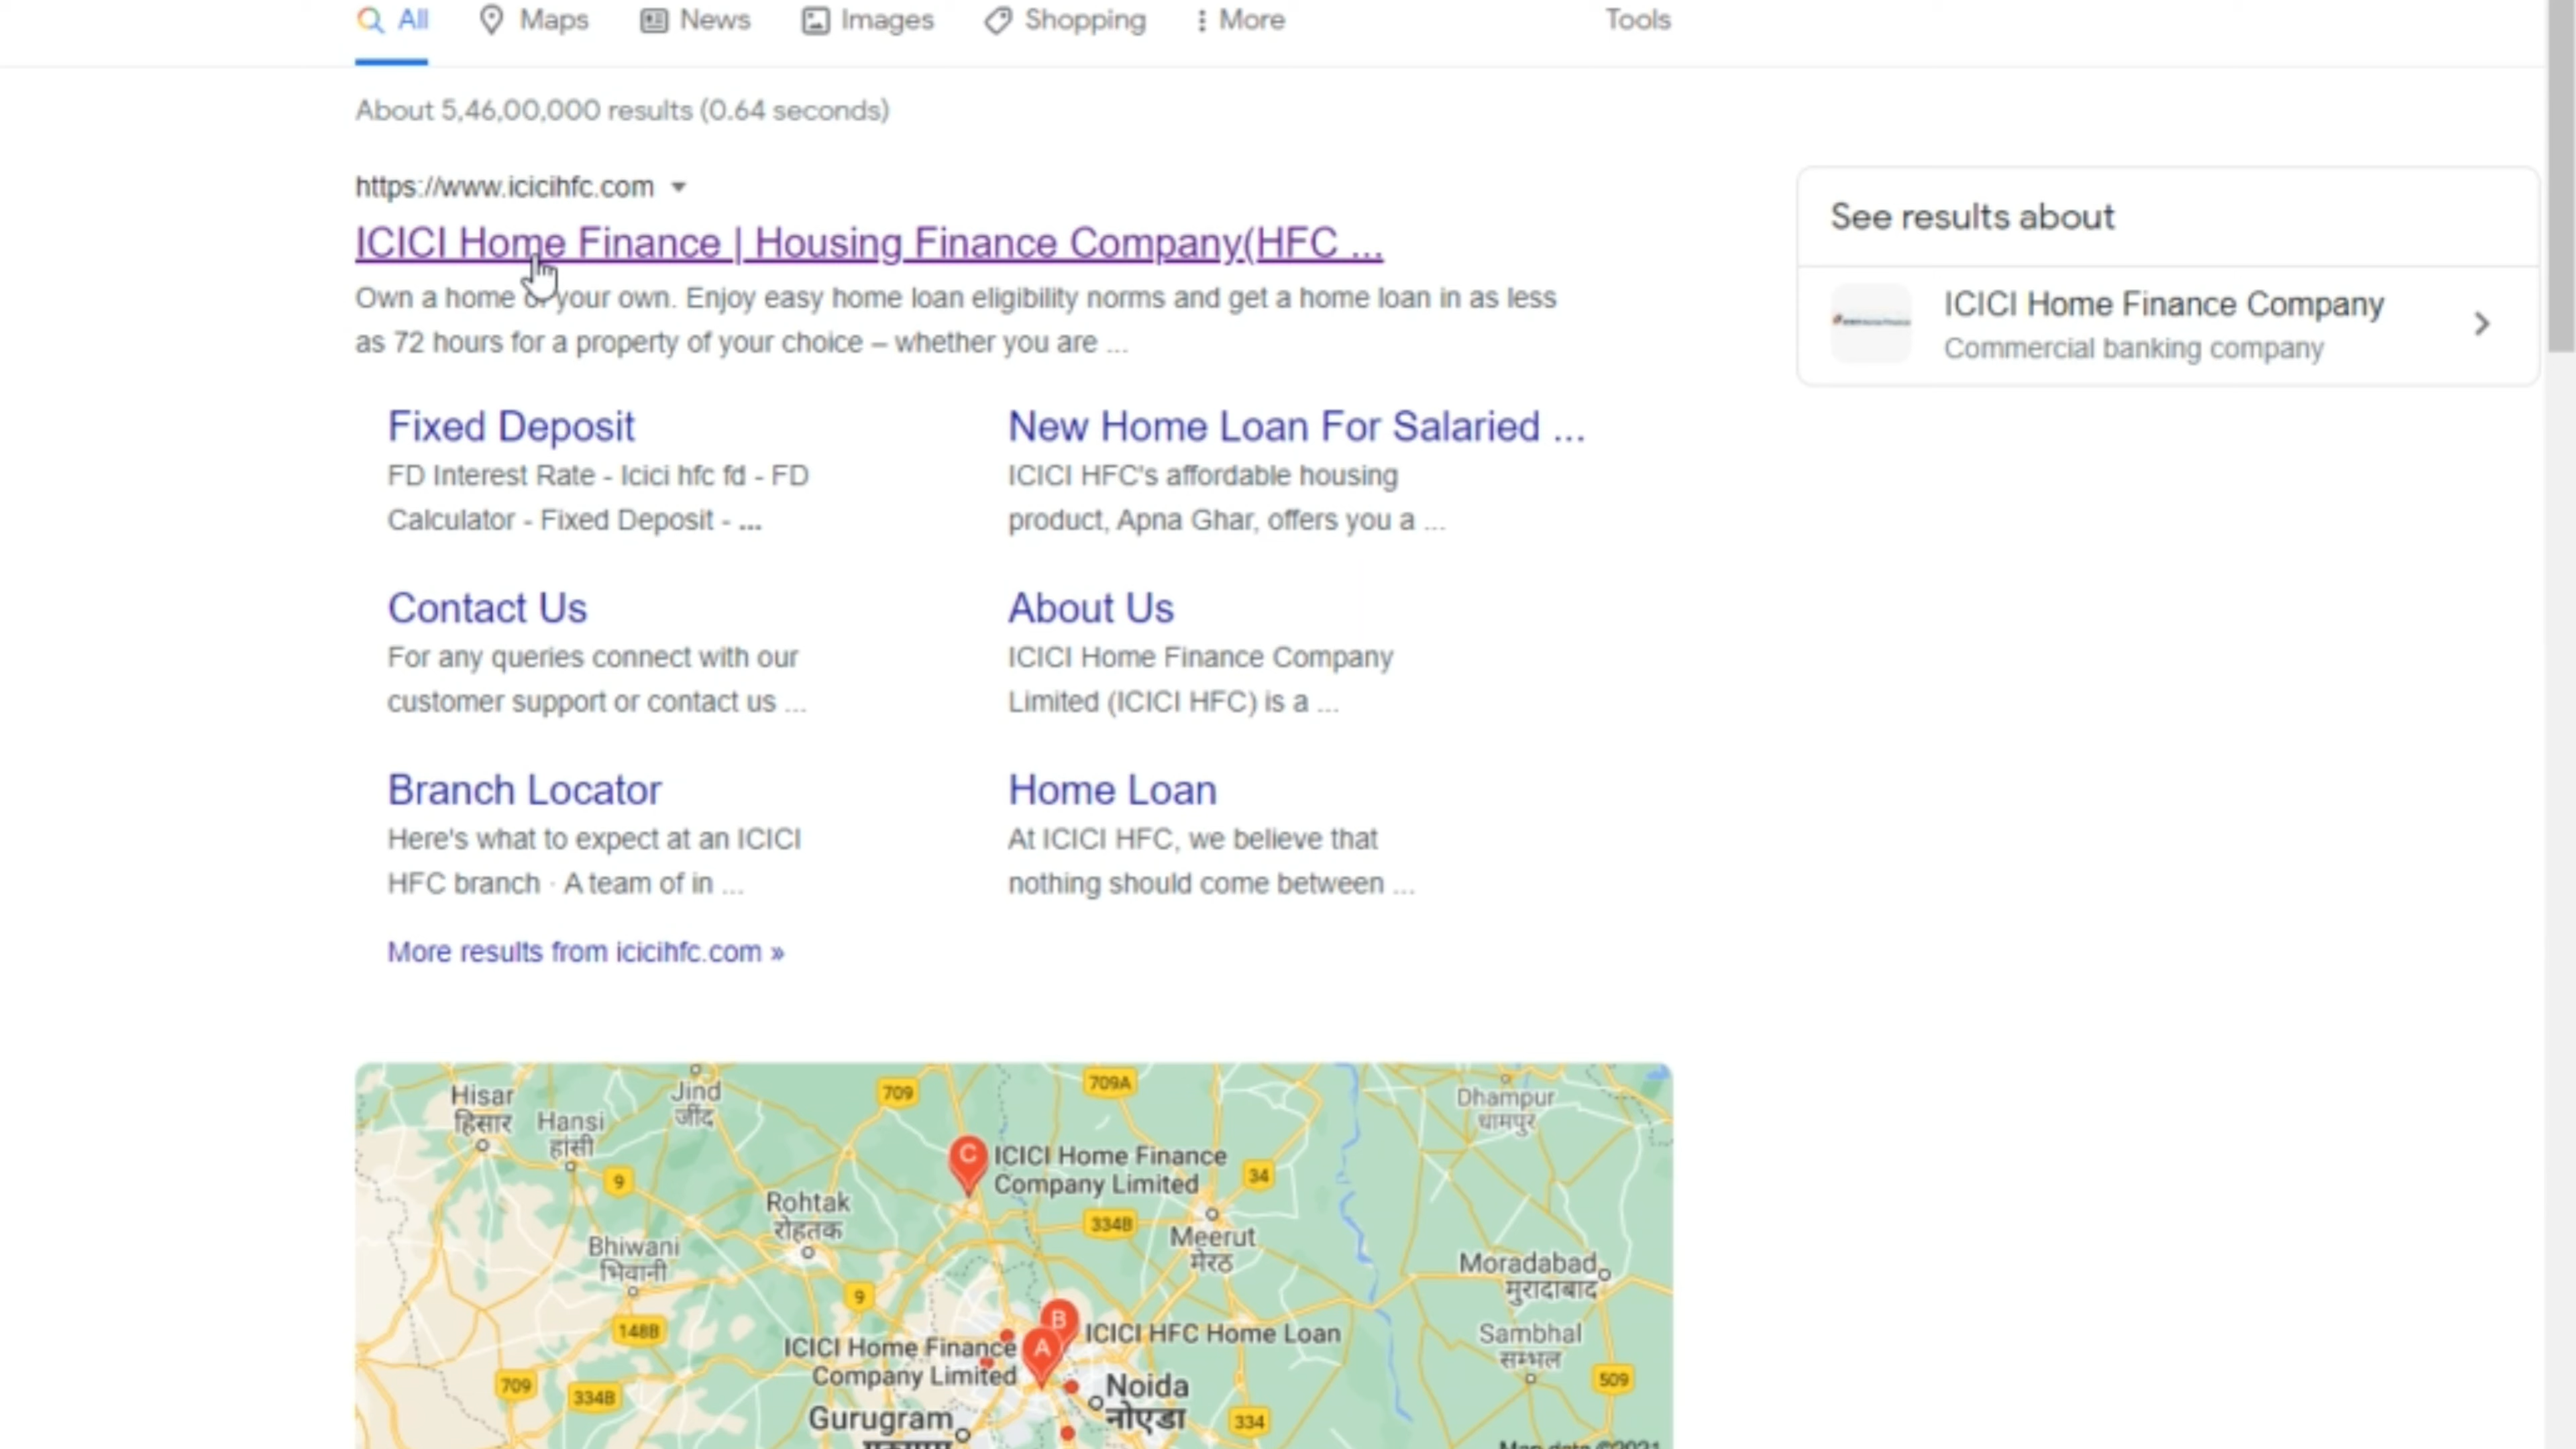 All Maps News Images Shopping More Tools
About 5,46,00,000 results (0.64 seconds)
https://www.icicihfc.com
ICICI Home Finance | Housing Finance Company(HFC ...
Own a home your own. Enjoy easy home loan eligibility norms and get a home loan in as less
as 72 hours for a property of your choice – whether you are ...
See results about
ICICI Home Finance Company
Commercial banking company
Fixed Deposit
FD Interest Rate - Icici hfc fd - FD
Calculator - Fixed Deposit - ...
New Home Loan For Salaried ...
ICICI HFC's affordable housing
product, Apna Ghar, offers you a ...
Contact Us
For any queries connect with our
customer support or contact us ...
About Us
ICICI Home Finance Company
Limited (ICICI HFC) is a ...
Branch Locator
Here's what to expect at an ICICI
HFC branch · A team of in ...
Home Loan
At ICICI HFC, we believe that
nothing should come between ...
More results from icicihfc.com »
Hisar
हिसार
Hansi
हांसी
Jind
जींद
709
709A
Dhampur
धामपुर
9
C
ICICI Home Finance
Company Limited
34
Rohtak
रोहतक
334B
Meerut
मेरठ
Bhiwani
भिवानी
Moradabad
मुरादाबाद
9
148B
B
ICICI HFC Home Loan
A
ICICI Home Finance
Company Limited
Sambhal
सम्भल
709
334B
509
Noida
नोएडा
Gurugram
334